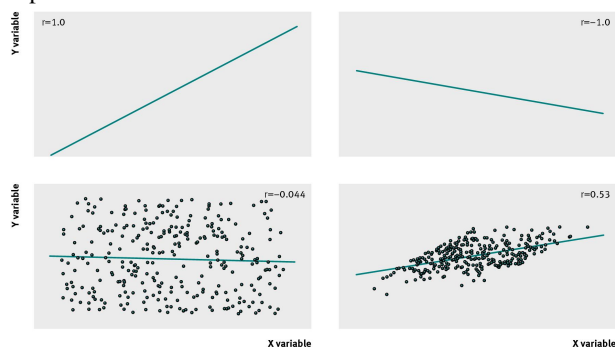 Y variable
r=1.0
r=−1.0
Y variable
r=−0.044
r=0.53
X variable
X variable